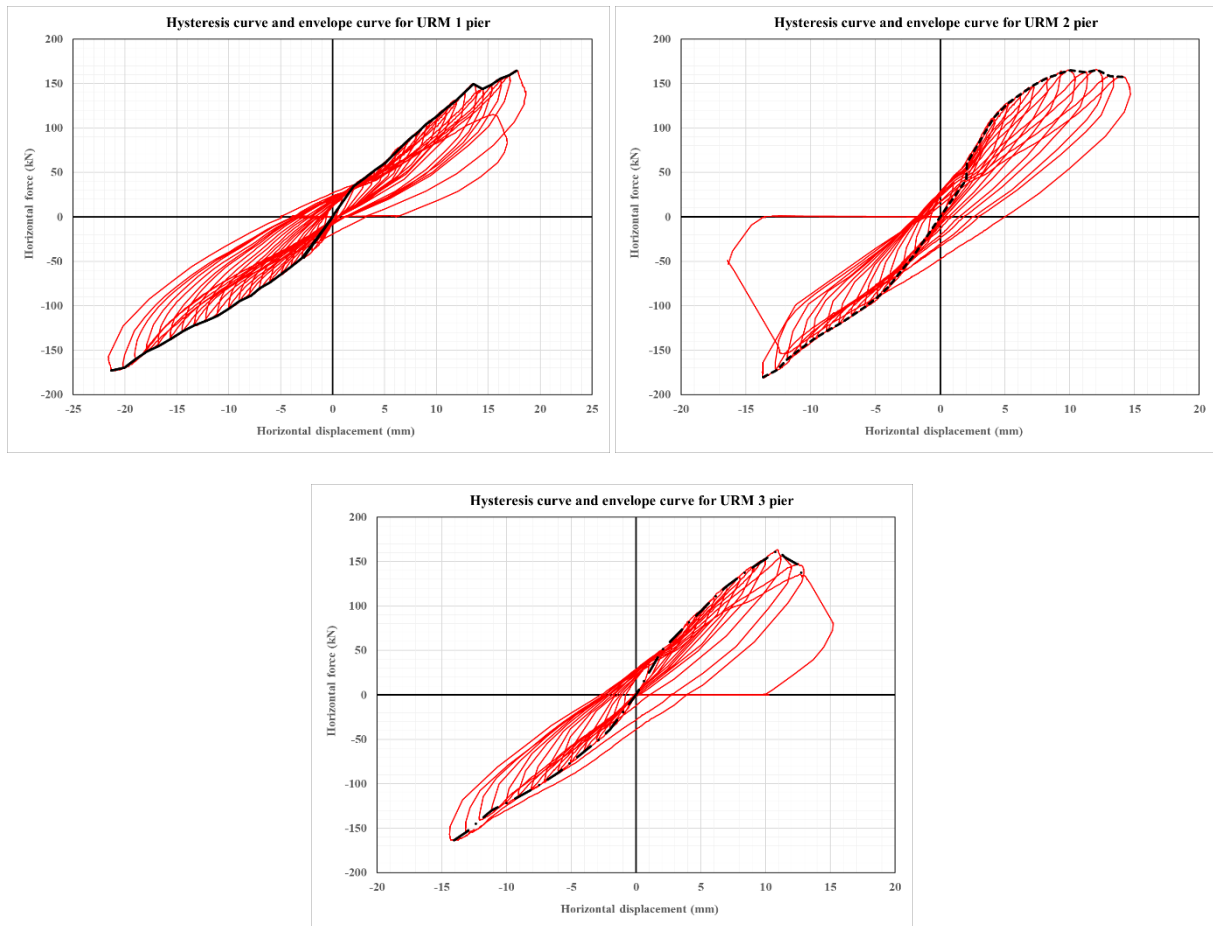 Hysteresis curve and envelope curve for URM 1 pier
200
150
100
50
0
-50
-100
-150
-200
-25 -20 -15 -10 -5 0 5 10 15 20 25
Horizontal force (kN)
Horizontal displacement (mm)
Hysteresis curve and envelope curve for URM 2 pier
200
150
100
50
0
-50
-100
-150
-200
-20 -15 -10 -5 0 5 10 15 20
Horizontal force (kN)
Horizontal displacement (mm)
Hysteresis curve and envelope curve for URM 3 pier
200
150
100
50
0
-50
-100
-150
-200
-20 -15 -10 -5 0 5 10 15 20
Horizontal force (kN)
Horizontal displacement (mm)